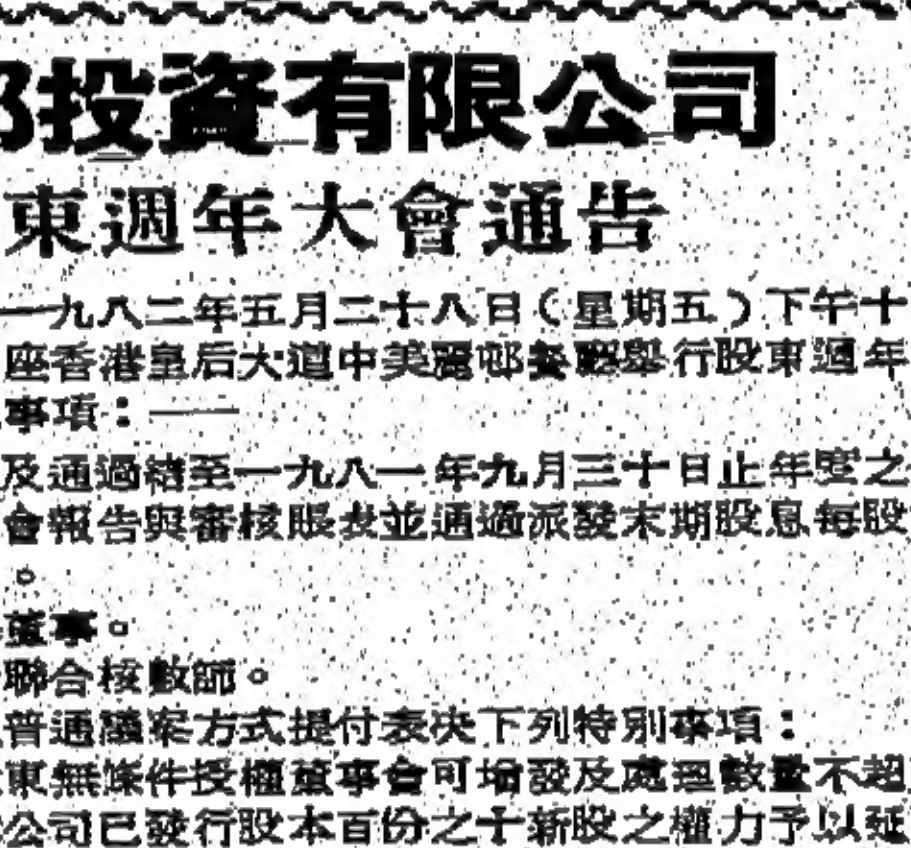 投資有限公司
東週年大會通告
一九八二年五月二十八日（星期五）下午十
座香港皇后大道中美麗邨餐廳舉行股東週年
事項：——
及通過結至一九八一年九月三十日止年度之
會報告與審核賬表並通過派發末期股息每股
。
董事。
聯合核數師。
普通議案方式提付表决下列特別事項：
東無條件授權董事會可增發及處理數量不超
公司已發行股本百份之十新股之權力予以延